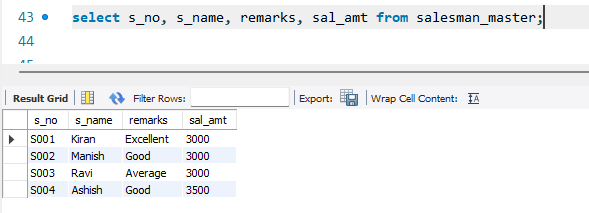 43 select s_no, s_name, remarks, sal_amt from salesman_master;
44
Result Grid Filter Rows: Export: Wrap Cell Content:
s_no s_name remarks sal_amt
S001 Kiran Excellent 3000
S002 Manish Good 3000
S003 Ravi Average 3000
S004 Ashish Good 3500